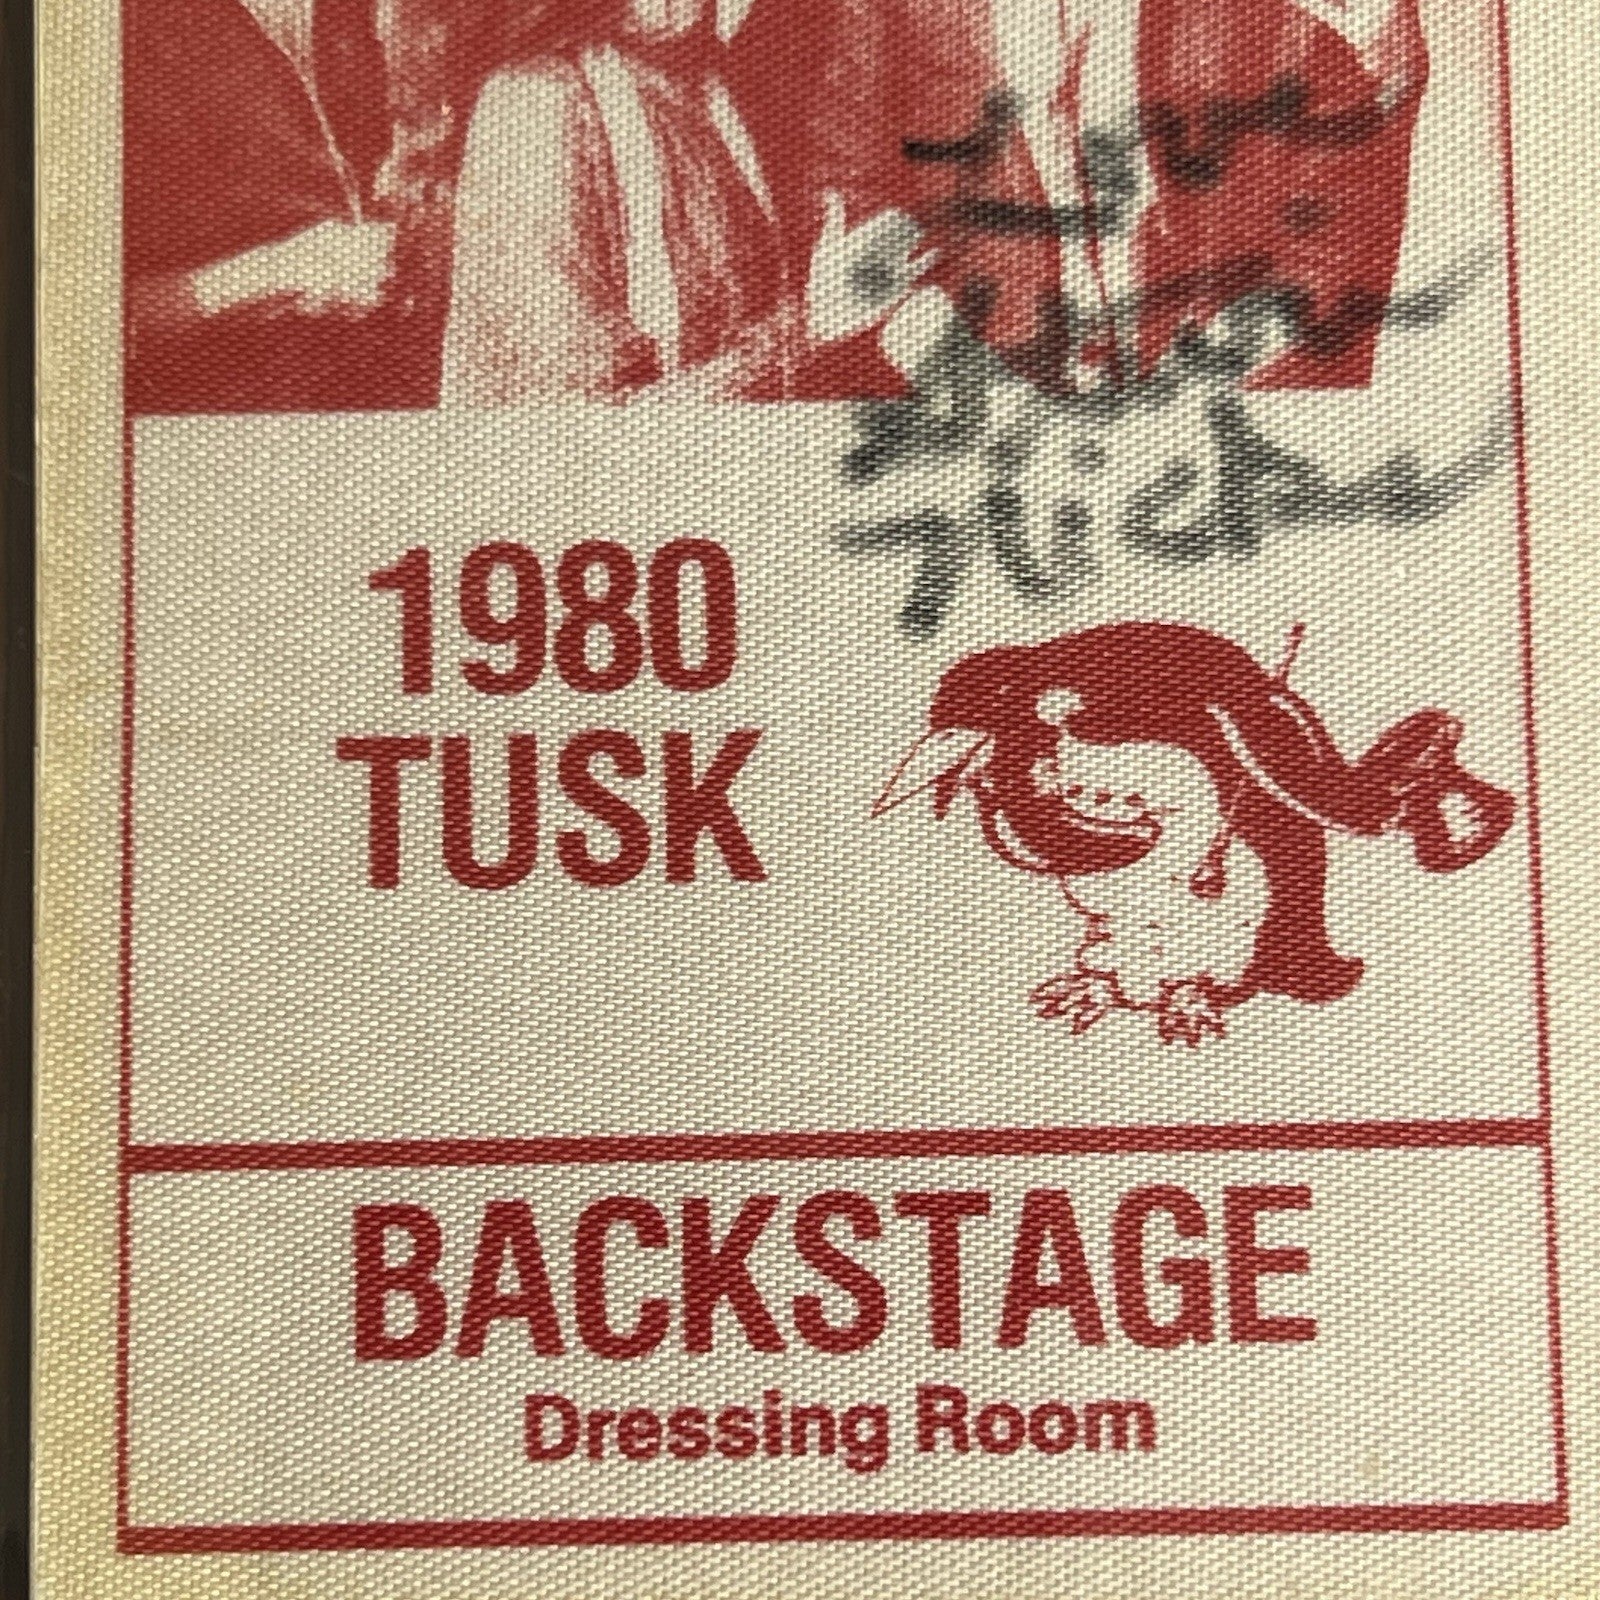 1980
TUSK
BACKSTAGE
Dressing Room